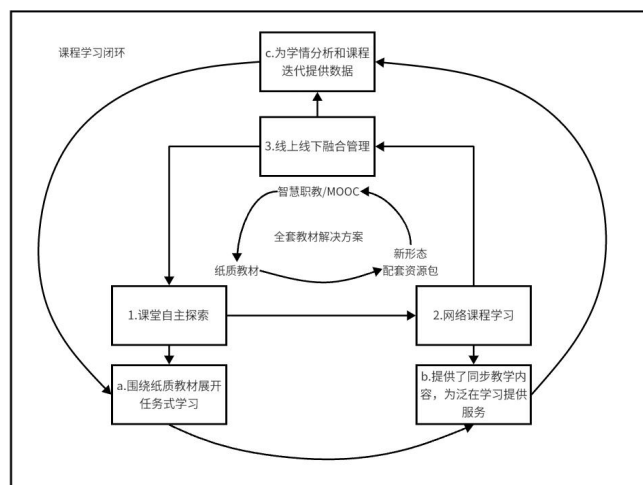 课程学习闭环
c.为学情分析和课程
迭代提供数据
3.线上线下融合管理
智慧职教/MOOC
全套教材解决方案
新形态
配套资源包
纸质教材
1.课堂自主探索
2.网络课程学习
a.围绕纸质教材展开
任务式学习
b.提供了同步教学内
容，为泛在学习提供
服务